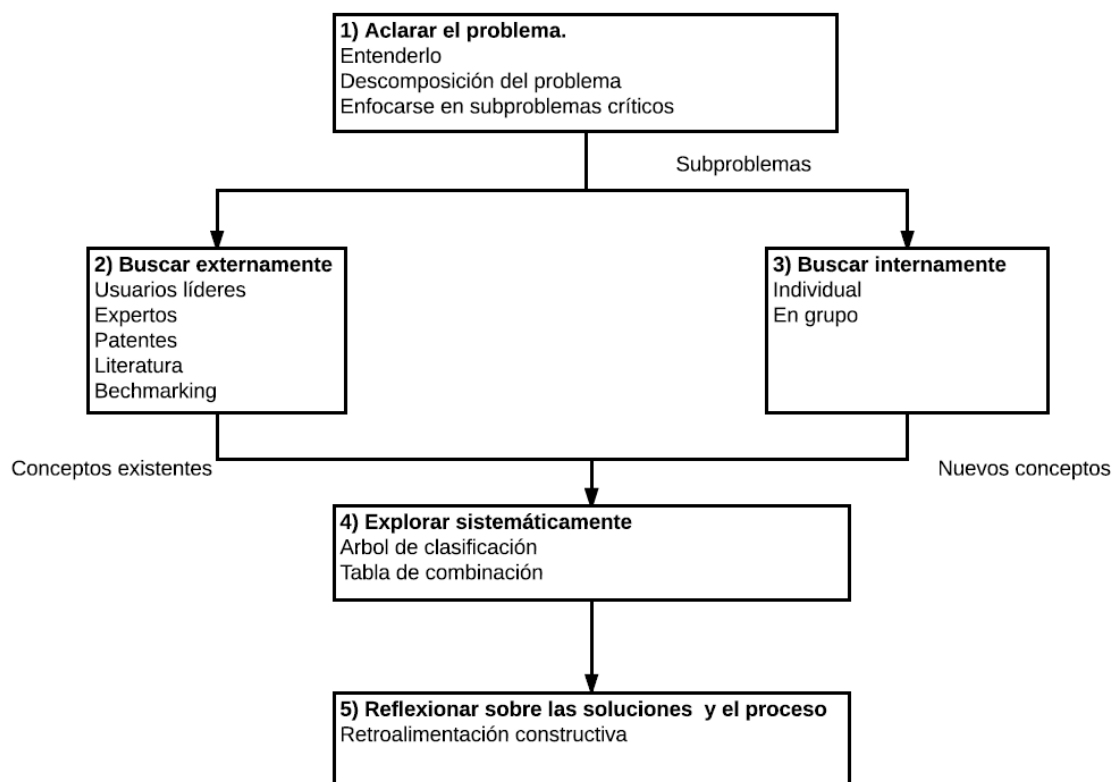 1) Aclarar el problema.
Entenderlo
Descomposición del problema
Enfocarse en subproblemas críticos
Subproblemas
2) Buscar externamente
Usuarios líderes
Expertos
Patentes
Literatura
Bechmarking
3) Buscar internamente
Individual
En grupo
Conceptos existentes
Nuevos conceptos
4) Explorar sistemáticamente
Arbol de clasificación
Tabla de combinación
5) Reflexionar sobre las soluciones  y el proceso
Retroalimentación constructiva